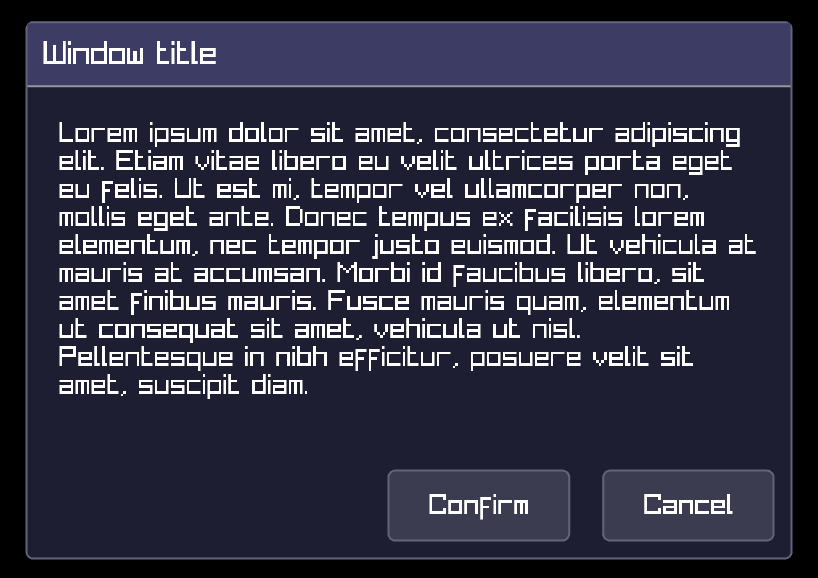 Window title
Lorem ipsum dolor sit amet, consectetur adipiscing
elit. Etiam vitae libero eu velit ultrices porta eget
eu felis. Ut est mi, tempor vel ullamcorper non,
mollis eget ante. Donec tempus ex facilisis lorem
elementum, nec tempor justo euismod. Ut vehicula at
mauris at accumsan. Morbi id faucibus libero, sit
amet finibus mauris. Fusce mauris quam, elementum
ut consequat sit amet, vehicula ut nisl.
Pellentesque in nibh efficitur, posuere velit sit
amet, suscipit diam.
Confirm
Cancel